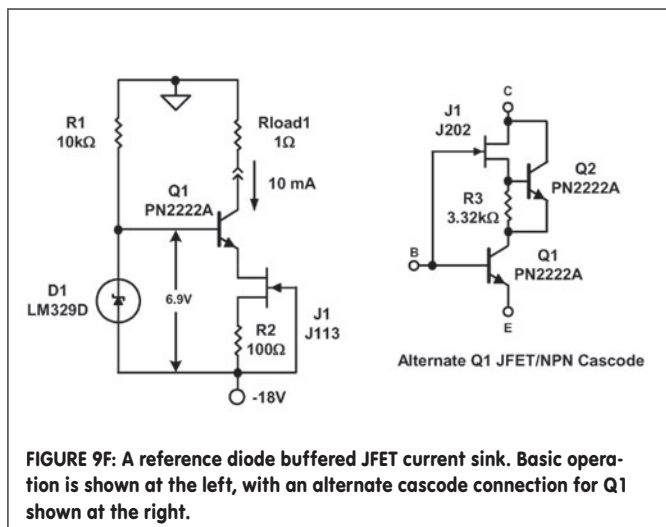 R1
10kΩ
Rload1
1Ω
10 mA
Q1
PN2222A
D1
LM329D
6.9V
J1
J113
R2
100Ω
-18V
C
J1
J202
Q2
PN2222A
R3
3.32kΩ
B
Q1
PN2222A
E
Alternate Q1 JFET/NPN Cascode
FIGURE 9F: A reference diode buffered JFET current sink. Basic opera-
tion is shown at the left, with an alternate cascode connection for Q1
shown at the right.